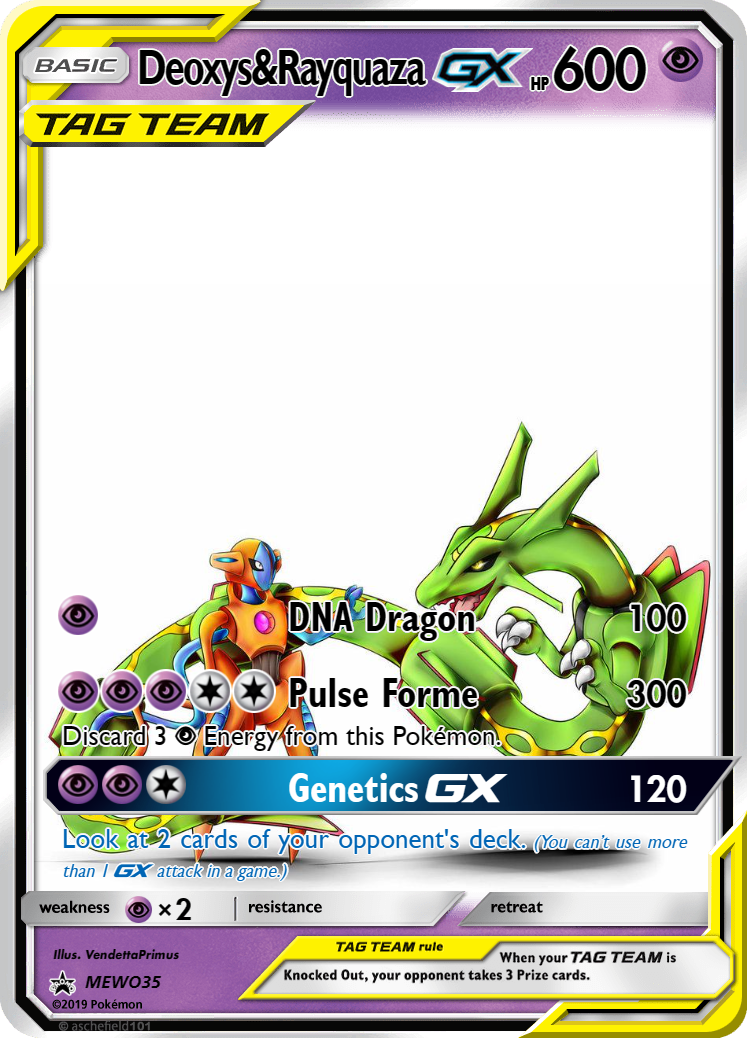 BASIC Deoxys&Rayquaza GX HP 600
TAG TEAM
DNA Dragon 100
Pulse Forme 300
Discard 3 Energy from this Pokémon.
Genetics GX 120
Look at 2 cards of your opponent's deck. (You can't use more
than 1 GX attack in a game.)
weakness ×2 resistance retreat
Illus. VendettaPrimus
TAG TEAM rule
When your TAG TEAM is
Knocked Out, your opponent takes 3 Prize cards.
MEWO35
©2019 Pokémon
© aschefield101